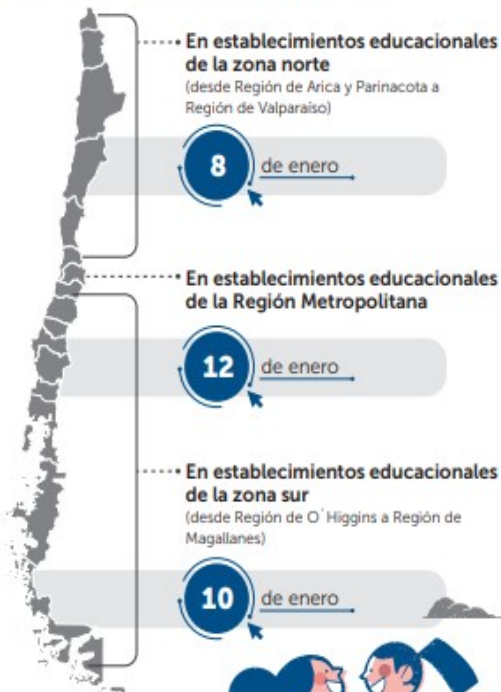 En establecimientos educacionales
de la zona norte
(desde Región de Arica y Parinacota a
Región de Valparaíso)
8 de enero
En establecimientos educacionales
de la Región Metropolitana
12 de enero
En establecimientos educacionales
de la zona sur
(desde Región de O´Higgins a Región de
Magallanes)
10 de enero